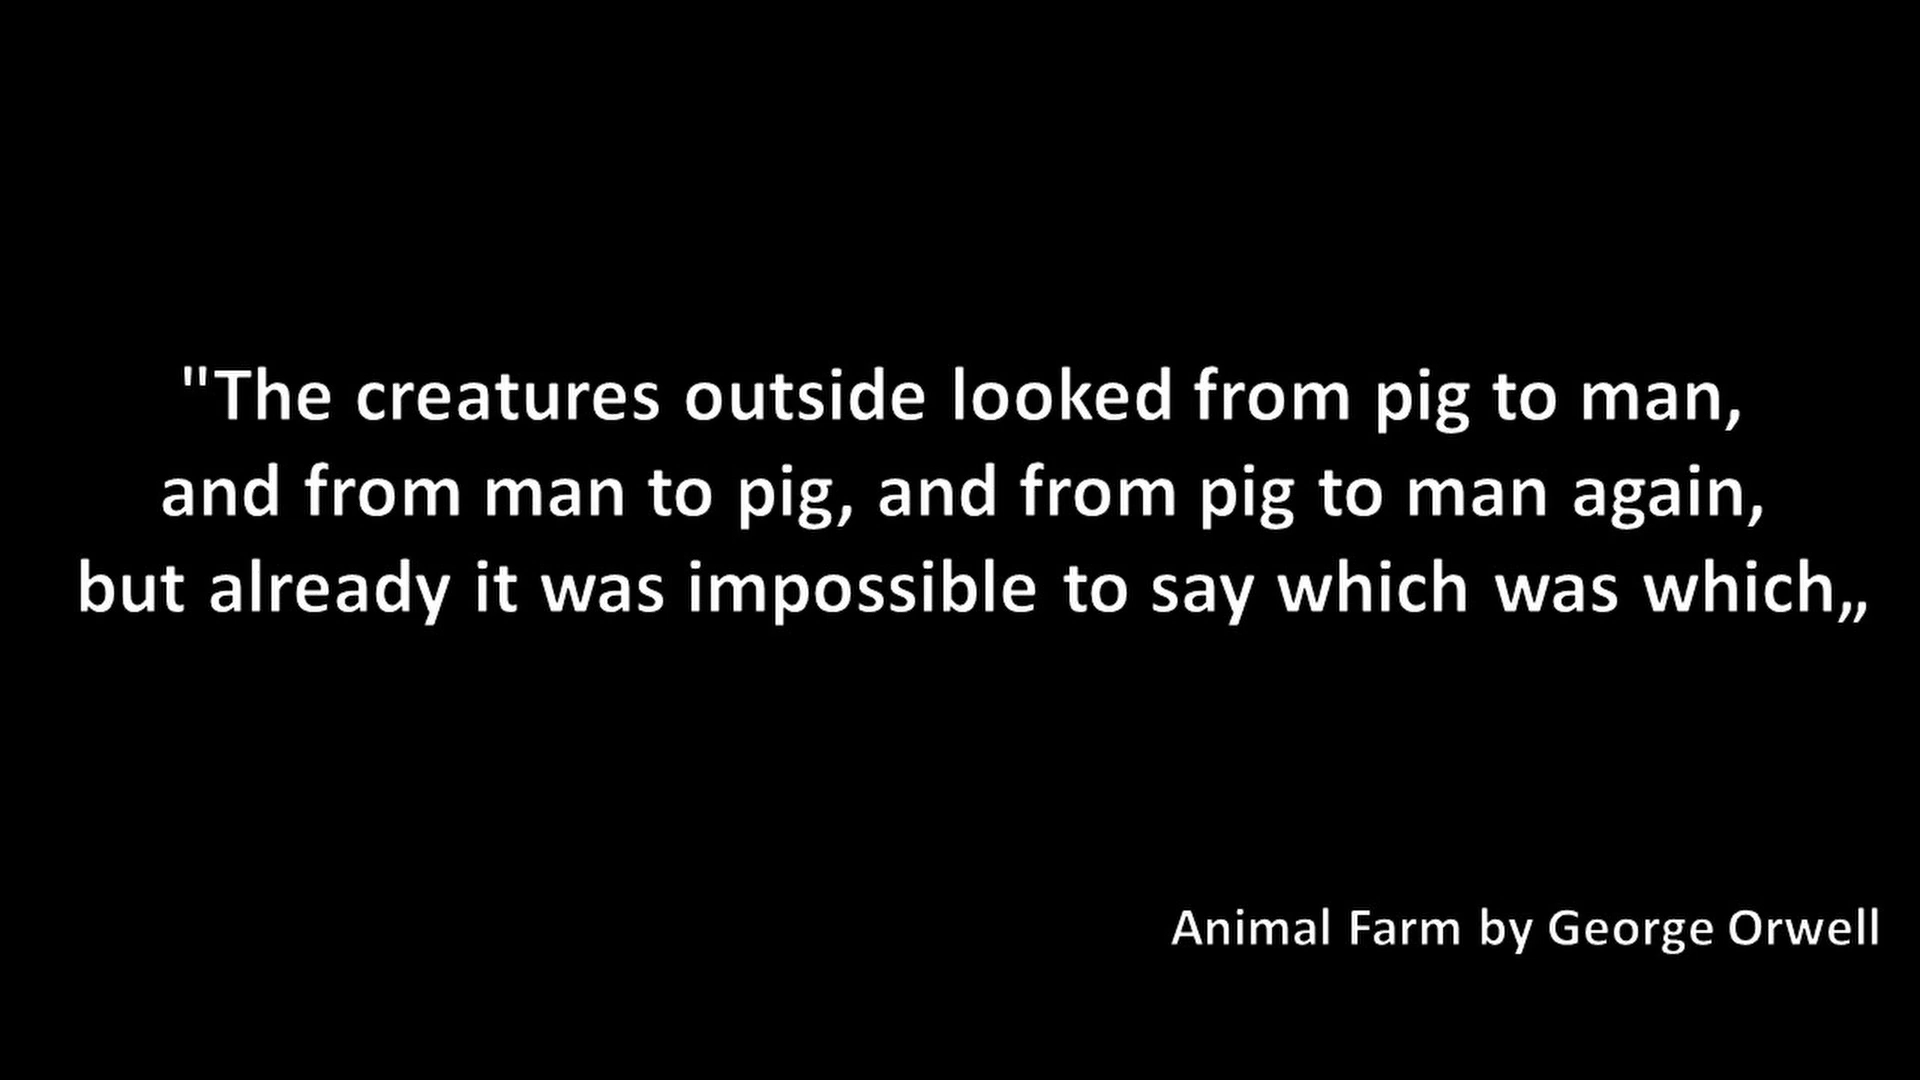 "The creatures outside looked from pig to man,
and from man to pig, and from pig to man again,
but already it was impossible to say which was which„
Animal Farm by George Orwell